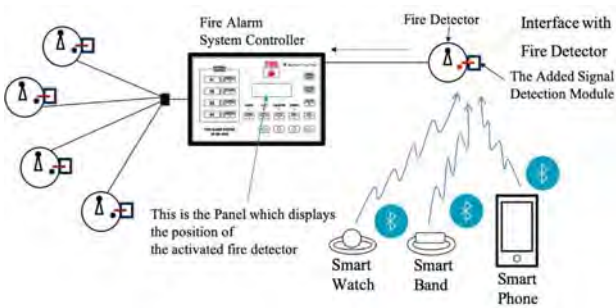 Fire Alarm
System Controller
Fire Detector
Interface with
Fire Detector
The Added Signal
Detection Module
This is the Panel which displays
the position of
the activated fire detector
Smart
Watch
Smart
Band
Smart
Phone